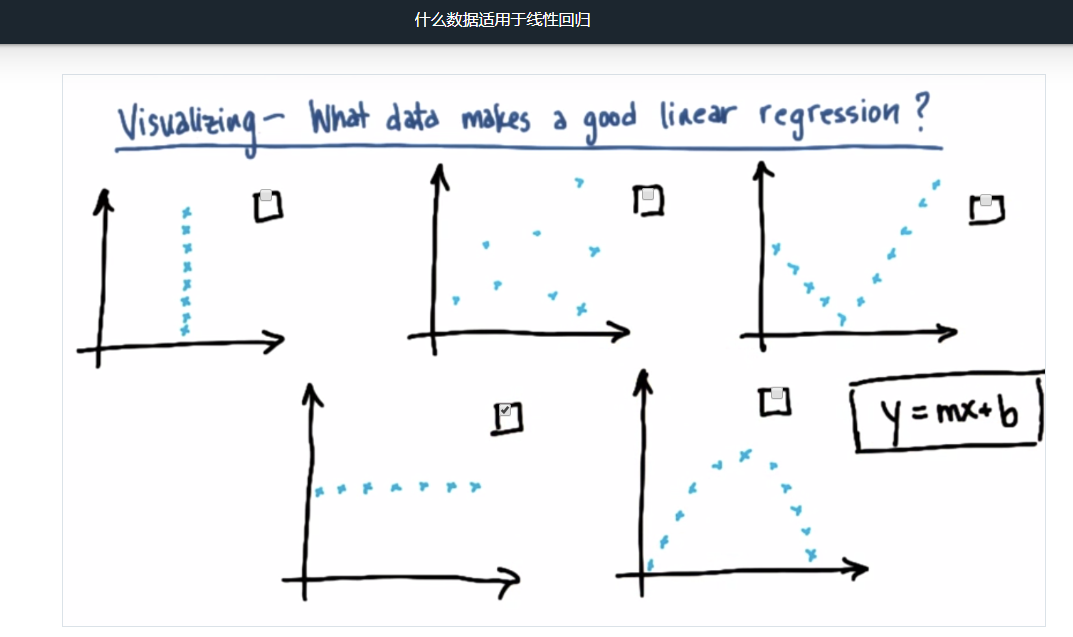 什么数据适用于线性回归
Visualizing - What data makes a good linear regression?
y = mx + b